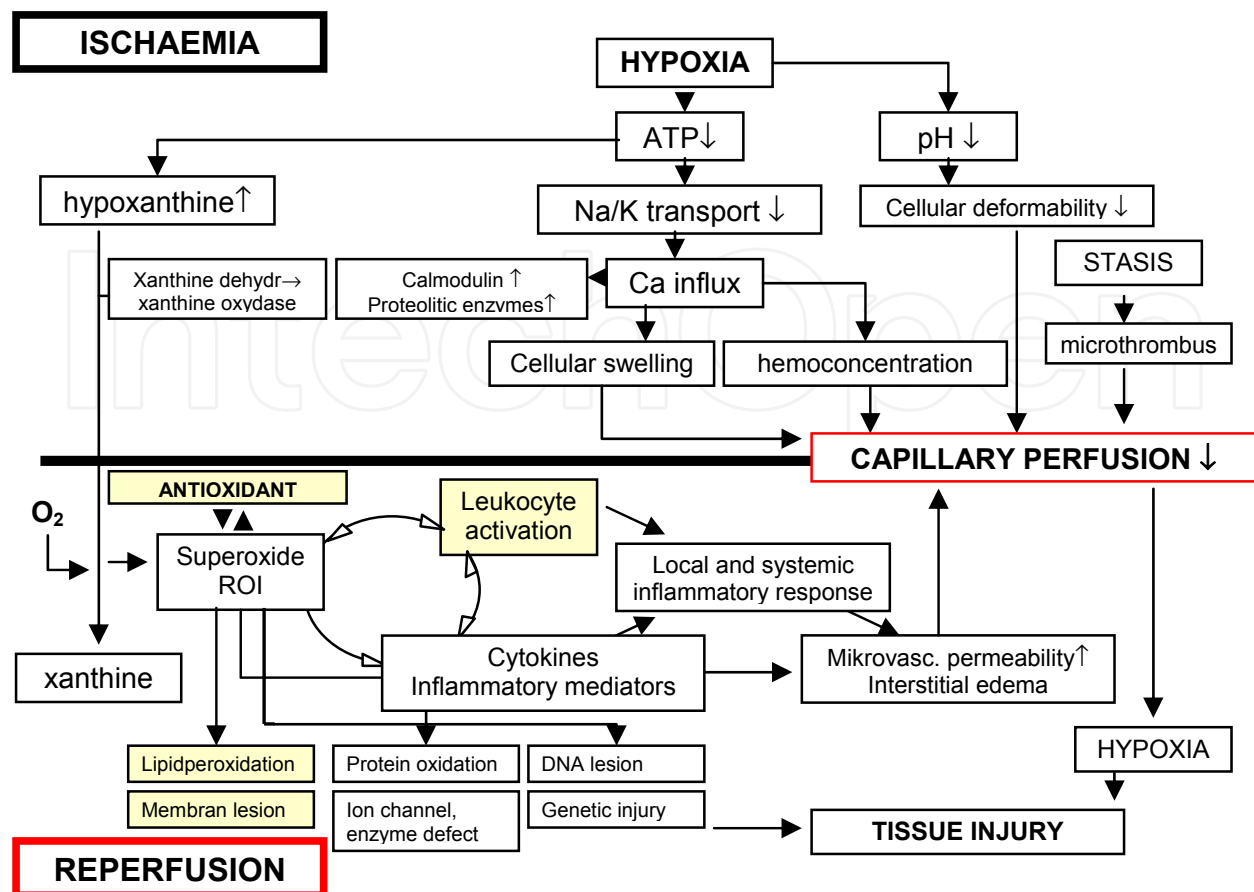 ISCHAEMIA
HYPOXIA
ATP↓
pH ↓
hypoxanthine↑
Na/K transport ↓
Cellular deformability ↓
Xanthine dehydr→
xanthine oxydase
Calmodulin ↑
Proteolitic enzymes↑
Ca influx
STASIS
Cellular swelling
hemoconcentration
microthrombus
IntechOpen
CAPILLARY PERFUSION ↓
ANTIOXIDANT
O₂
Leukocyte
activation
Superoxide
ROI
Local and systemic
inflammatory response
xanthine
Cytokines
Inflammatory mediators
Mikrovasc. permeability↑
Interstitial edema
HYPOXIA
Lipidperoxidation
Protein oxidation
DNA lesion
Membran lesion
Ion channel,
enzyme defect
Genetic injury
TISSUE INJURY
REPERFUSION